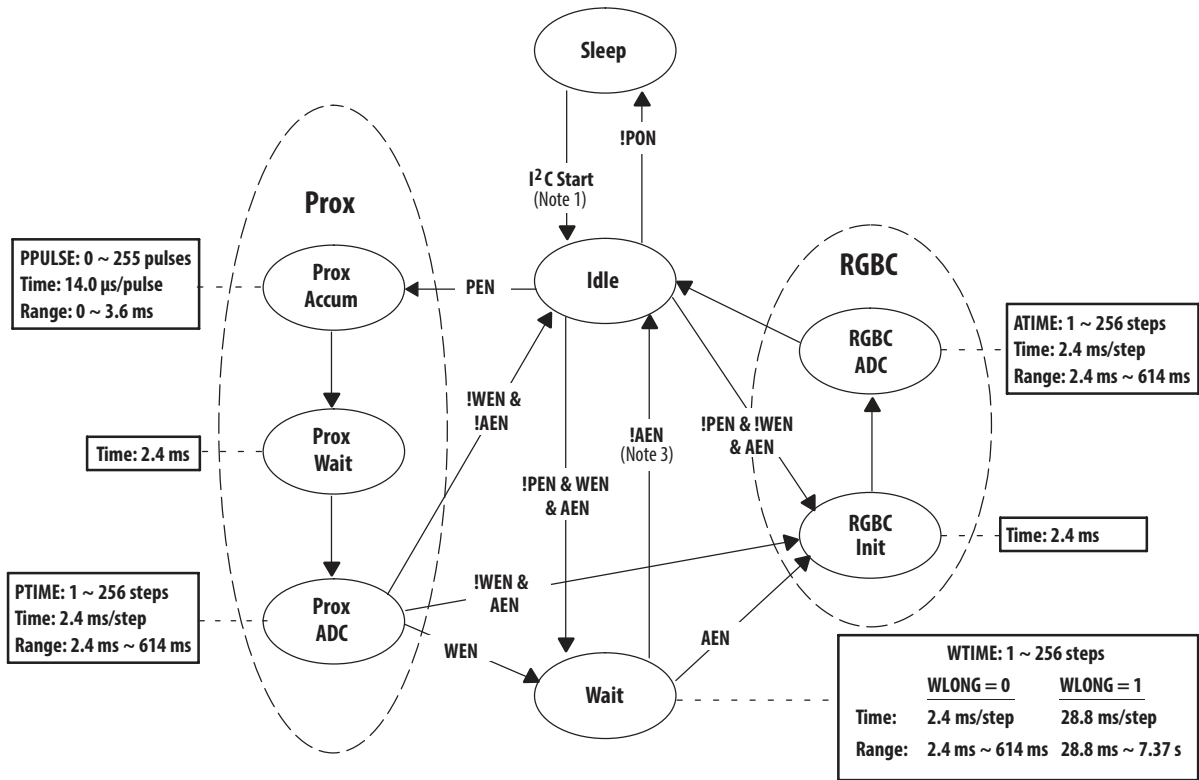 Sleep
!PON
I² C Start
(Note 1)
Prox
PPULSE: 0 ~ 255 pulses
Time: 14.0 µs/pulse
Range: 0 ~ 3.6 ms
Prox
Accum
PEN
Idle
RGBC
RGBC
ADC
ATIME: 1 ~ 256 steps
Time: 2.4 ms/step
Range: 2.4 ms ~ 614 ms
!WEN &
!AEN
Time: 2.4 ms
Prox
Wait
!AEN
(Note 3)
!PEN & !WEN
& AEN
!PEN & WEN
& AEN
RGBC
Init
Time: 2.4 ms
PTIME: 1 ~ 256 steps
Time: 2.4 ms/step
Range: 2.4 ms ~ 614 ms
Prox
ADC
!WEN &
AEN
WEN
AEN
Wait
WTIME: 1 ~ 256 steps
WLONG = 0 WLONG = 1
Time: 2.4 ms/step 28.8 ms/step
Range: 2.4 ms ~ 614 ms 28.8 ms ~ 7.37 s